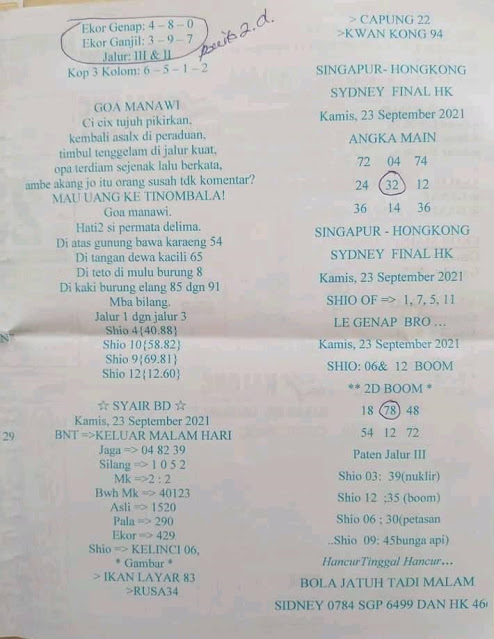 Ekor Genap: 4 – 8 – 0
Ekor Ganjil: 3 – 9 – 7
Jalur: III & II
Kop 3 Kolom: 6 – 5 – 1 – 2
2.d.
GOA MANAWI
Ci cix tujuh pikirkan,
kembali asalx di peraduan,
timbul tenggelam di jalur kuat,
opa terdiam sejenak lalu berkata,
ambe akang jo itu orang susah tdk komentar?
MAU UANG KE TINOMBALA!
Goa manawi.
Hati2 si permata delima.
Di atas gunung bawa karaeng 54
Di tangan dewa kacili 65
Di teto di mulu burung 8
Di kaki burung elang 85 dgn 91
Mba bilang.
Jalur 1 dgn jalur 3
Shio 4{40.88}
Shio 10{58.82}
Shio 9{69.81}
Shio 12{12.60}
☆ SYAIR BD ☆
Kamis, 23 September 2021
BNT =>KELUAR MALAM HARI
Jaga => 04 82 39
Silang => 1 0 5 2
Mk =>2 : 2
Bwh Mk => 40123
Asli => 1520
Pala => 290
Ekor => 429
Shio => KELINCI 06,
* Gambar *
> IKAN LAYAR 83
>RUSA34
29
> CAPUNG 22
>KWAN KONG 94
SINGAPUR- HONGKONG
SYDNEY FINAL HK
Kamis, 23 September 2021
ANGKA MAIN
72 04 74
24 32 12
36 14 36
SINGAPUR - HONGKONG
SYDNEY FINAL HK
Kamis, 23 September 2021
SHIO OF => 1, 7, 5, 11
LE GENAP BRO …
Kamis, 23 September 2021
SHIO: 06& 12 BOOM
** 2D BOOM *
18 78 48
54 12 72
Paten Jalur III
Shio 03: 39(nuklir)
Shio 12 ;35 (boom)
Shio 06 ; 30(petasan
..Shio 09: 45bunga api)
HancurTinggal Hancur…
BOLA JATUH TADI MALAM
SIDNEY 0784 SGP 6499 DAN HK 46